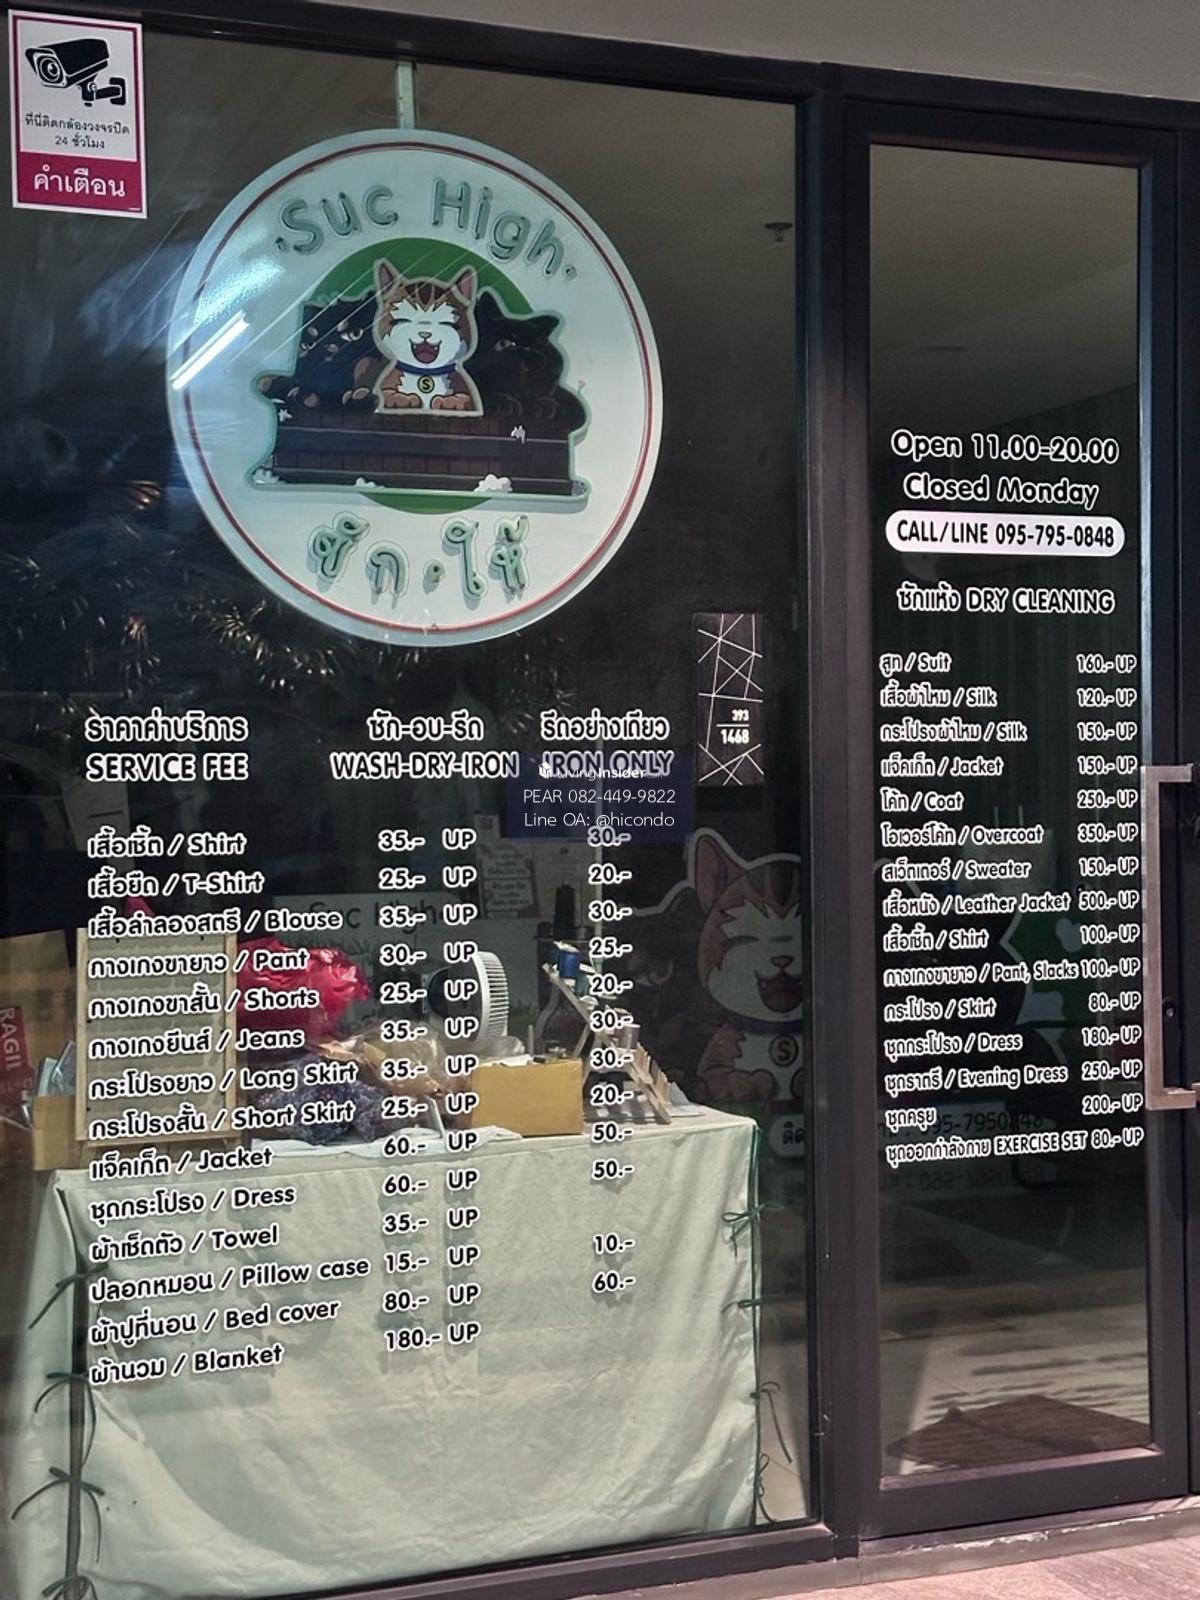 ที่นี่ติดกล้องวงจรปิด
24 ชั่วโมง
คำเตือน
·Suc High·
ซัก·ใช้
ราคาค่าบริการ ซัก-อบ-รีด รีดอย่างเดียว
SERVICE FEE WASH-DRY-IRON IRON ONLY
เสื้อเชิ้ต / Shirt 35.- UP 30.-
เสื้อยืด / T-Shirt 25.- UP 20.-
เสื้อลำลองสตรี / Blouse 35.- UP 30.-
กางเกงขายาว / Pant 30.- UP 25.-
กางเกงขาสั้น / Shorts 25.- UP 20.-
กางเกงยีนส์ / Jeans 35.- UP 30.-
กระโปรงยาว / Long Skirt 35.- UP 30.-
กระโปรงสั้น / Short Skirt 25.- UP 20.-
แจ็คเก็ต / Jacket 60.- UP 50.-
ชุดกระโปรง / Dress 60.- UP 50.-
ผ้าเช็ดตัว / Towel 35.- UP
ปลอกหมอน / Pillow case 15.- UP 10.-
ผ้าปูที่นอน / Bed cover 80.- UP 60.-
ผ้านวม / Blanket 180.- UP
LivingInsider.com
PEAR 082-449-9822
Line OA: @hicondo
393
1468
Suc High
RAGIL
S
Open 11.00-20.00
Closed Monday
CALL/LINE 095-795-0848
ซักแห้ง DRY CLEANING
สูท / Suit 160.- UP
เสื้อผ้าไหม / Silk 120.- UP
กระโปรงผ้าไหม / Silk 150.- UP
แจ็คเก็ต / Jacket 150.- UP
โค้ท / Coat 250.- UP
โอเวอร์โค้ท / Overcoat 350.- UP
สเว็ตเตอร์ / Sweater 150.- UP
เสื้อหนัง / Leather Jacket 500.- UP
เสื้อเชิ้ต / Shirt 100.- UP
กางเกงขายาว / Pant, Slacks 100.- UP
กระโปรง / Skirt 80.- UP
ชุดกระโปรง / Dress 180.- UP
ชุดราตรี / Evening Dress 250.- UP
ชุดครุย 200.- UP
ชุดออกกำลังกาย EXERCISE SET 80.- UP